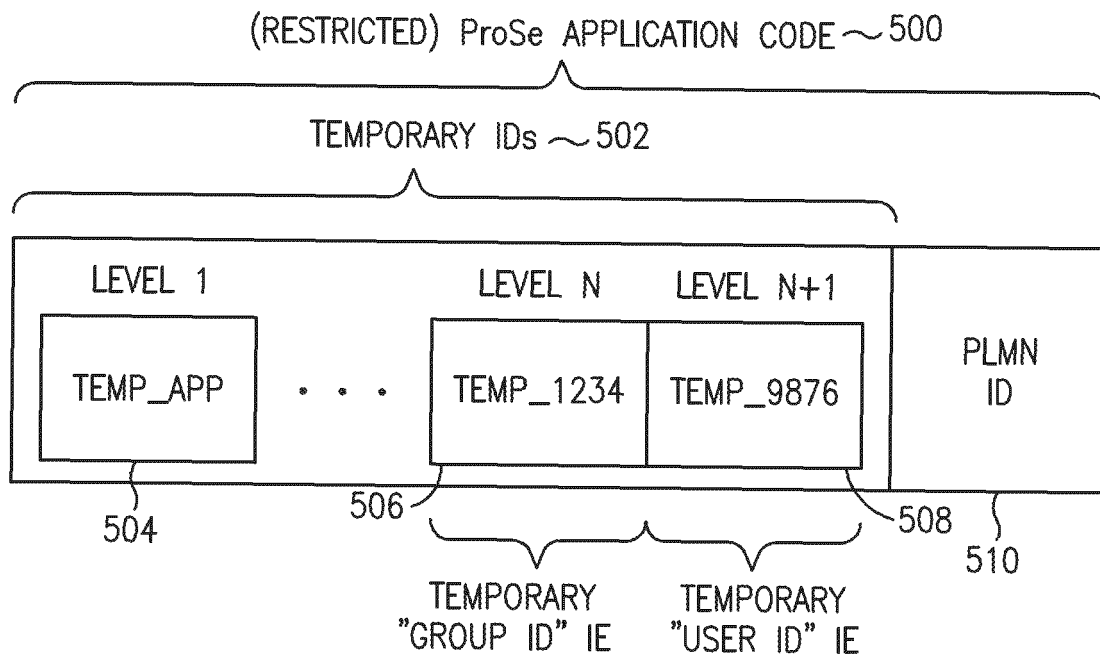 (RESTRICTED) ProSe APPLICATION CODE ~ 500
TEMPORARY IDs ~ 502
LEVEL 1
LEVEL N
LEVEL N+1
TEMP_APP
. . .
TEMP_1234
TEMP_9876
PLMN
ID
504
506
508
510
TEMPORARY
"GROUP ID" IE
TEMPORARY
"USER ID" IE